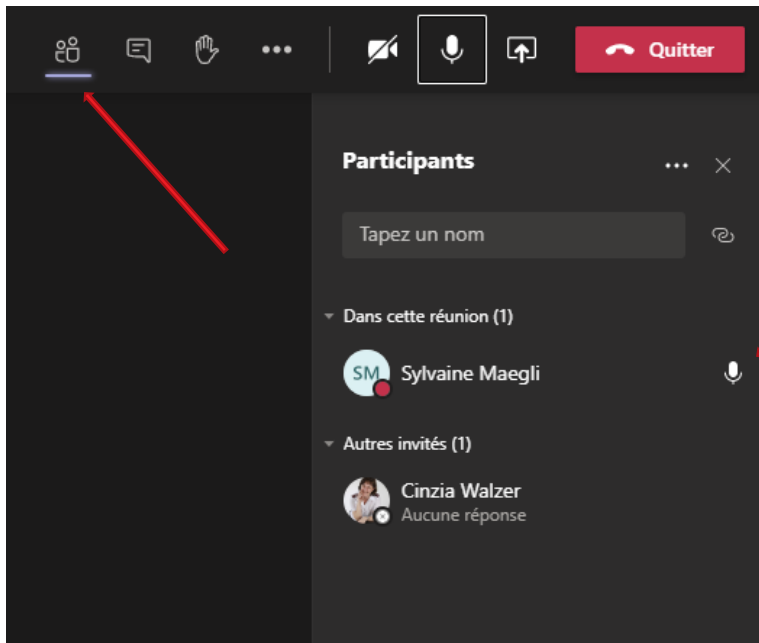 Quitter
Participants
Tapez un nom
Dans cette réunion (1)
SM
Sylvaine Maegli
Autres invités (1)
Cinzia Walzer
Aucune réponse